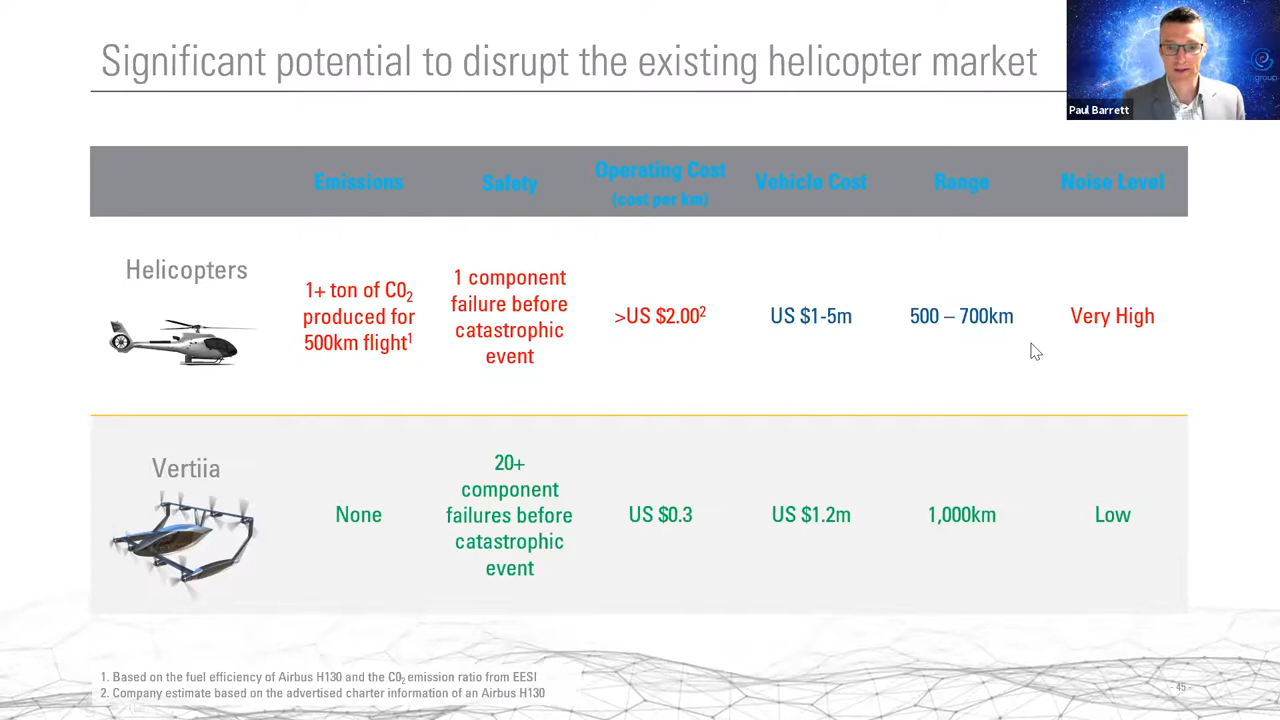 Significant potential to disrupt the existing helicopter market
group
Paul Barrett
Emissions
Safety
Operating Cost
(cost per km)
Vehicle Cost
Range
Noise Level
Helicopters
1+ ton of CO₂
produced for
500km flight¹
1 component
failure before
catastrophic
event
>US $2.00²
US $1-5m
500 – 700km
Very High
Vertiia
None
20+
component
failures before
catastrophic
event
US $0.3
US $1.2m
1,000km
Low
1. Based on the fuel efficiency of Airbus H130 and the CO₂ emission ratio from EESI
2. Company estimate based on the advertised charter information of an Airbus H130
- 45 -